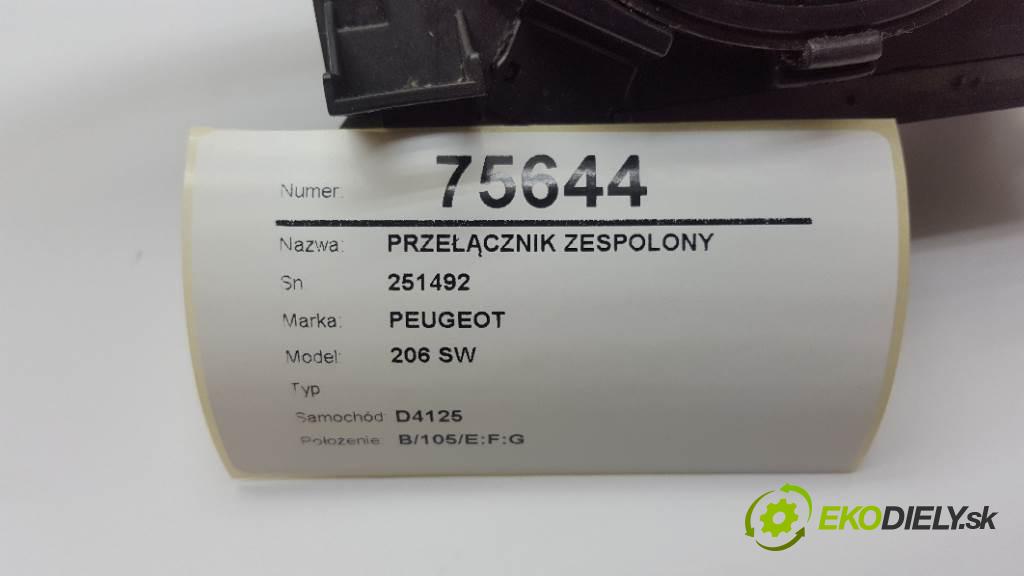 Numer: 75644
Nazwa: PRZEŁĄCZNIK ZESPOLONY
Sn 251492
Marka: PEUGEOT
Model: 206 SW
Typ
Samochód: D4125
Położenie: B/105/E:F:G
EKODIELY.sk